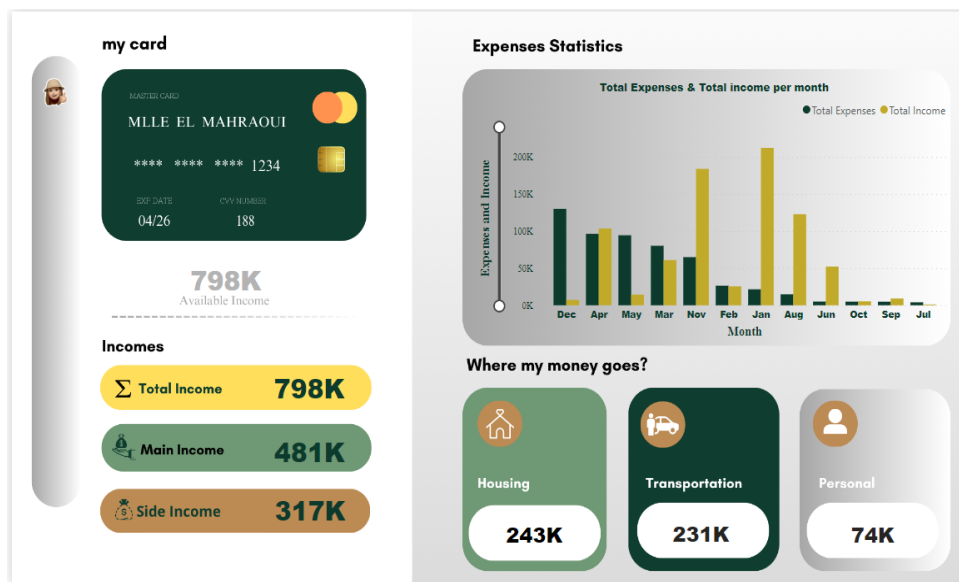 my card
MASTER CARD
MLLE EL MAHRAOUI
**** **** **** 1234
EXP DATE CVV NUMBER
04/26 188
798K
Available Income
Incomes
Σ Total Income 798K
Main Income 481K
$ Side Income 317K
Expenses Statistics
Total Expenses & Total income per month
Total Expenses Total Income
Expenses and Income
200K
150K
100K
50K
0K
Dec Apr May Mar Nov Feb Jan Aug Jun Oct Sep Jul
Month
Where my money goes?
Housing Transportation Personal
243K 231K 74K